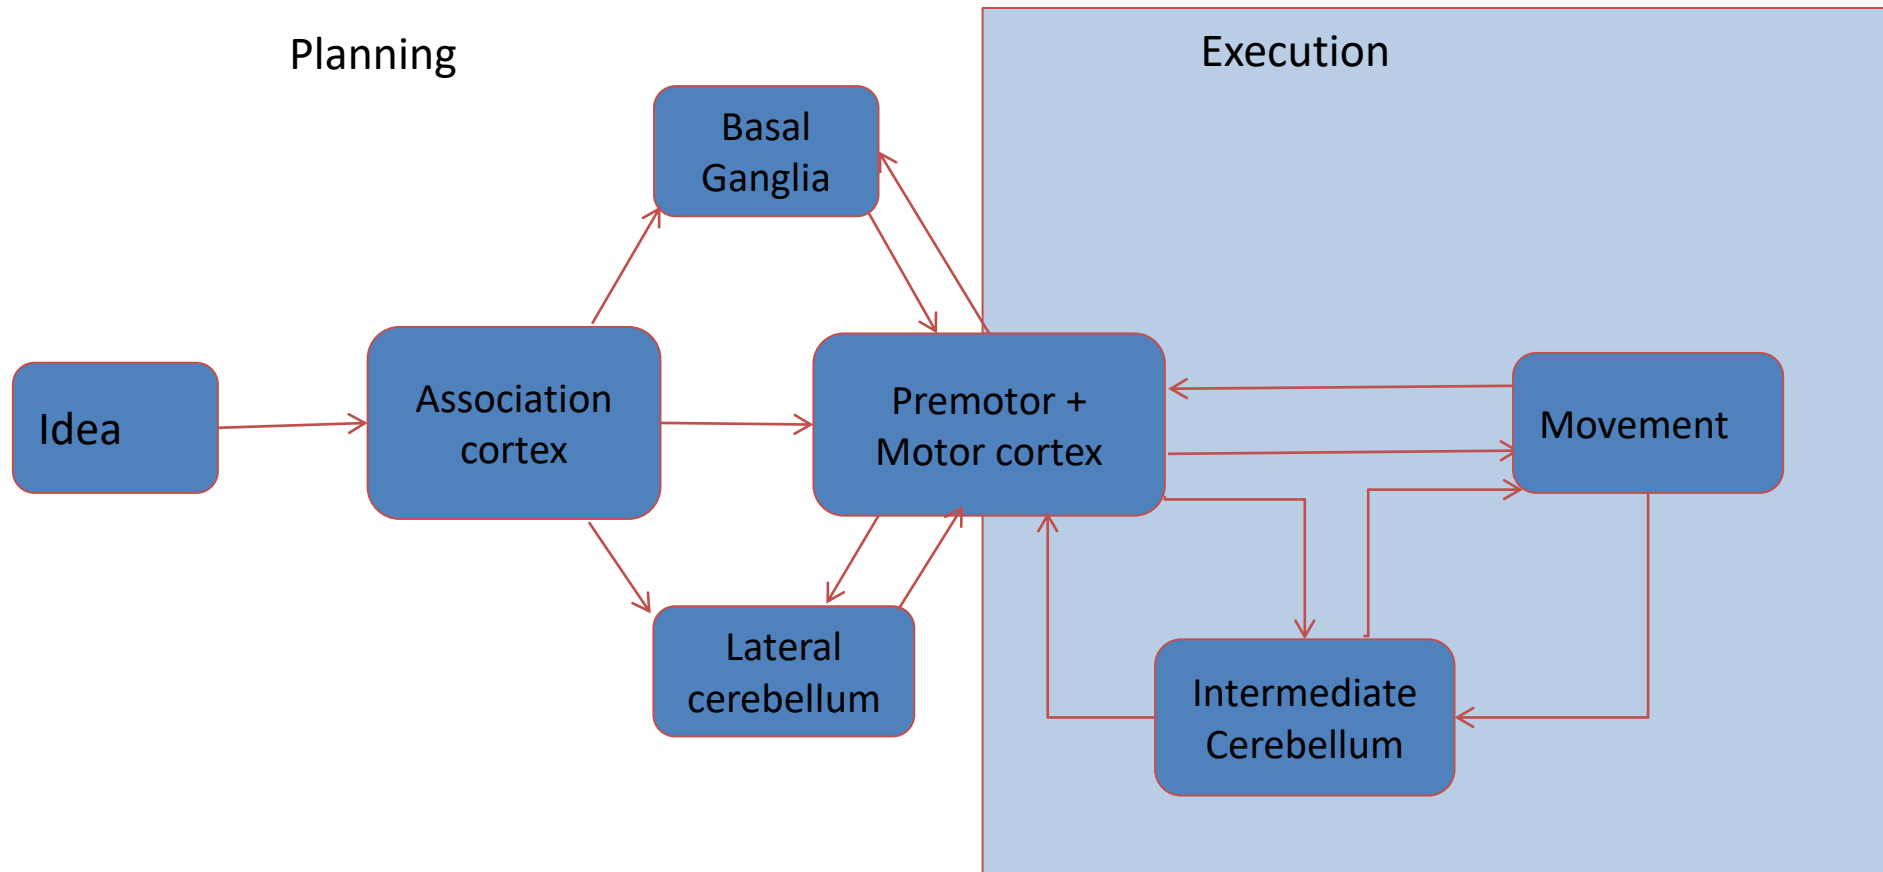 Planning
Execution
Basal
Ganglia
Idea
Association
cortex
Premotor +
Motor cortex
Movement
Lateral
cerebellum
Intermediate
Cerebellum